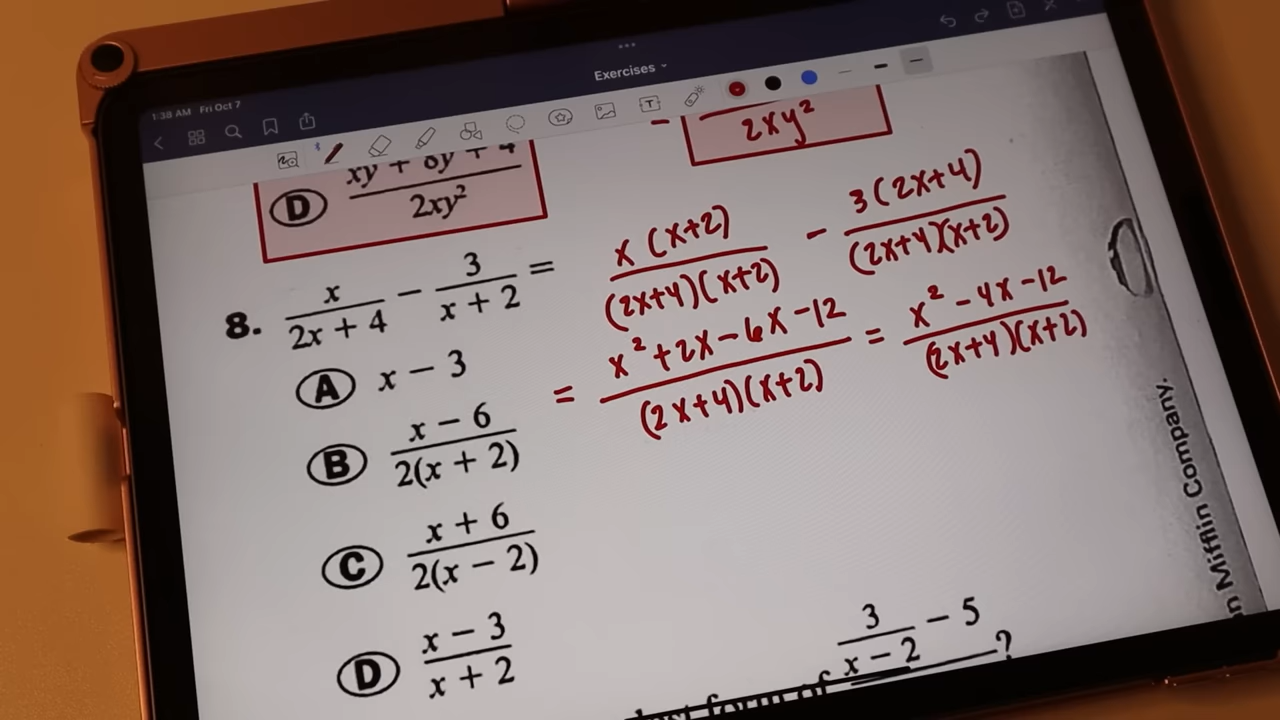 1:38 AM Fri Oct 7
Exercises
2xy²
D xy + 8y + 4 / 2xy²
8. x / 2x + 4 − 3 / x + 2 =
x (x+2) / (2x+4)(x+2) − 3 (2x+4) / (2x+4)(x+2)
= x² + 2x − 6x − 12 / (2x+4)(x+2) = x² − 4x − 12 / (2x+4)(x+2)
A x − 3
B x − 6 / 2(x + 2)
C x + 6 / 2(x − 2)
D x − 3 / x + 2
3 / x − 2 − 5
form of ?
n Mifflin Company.